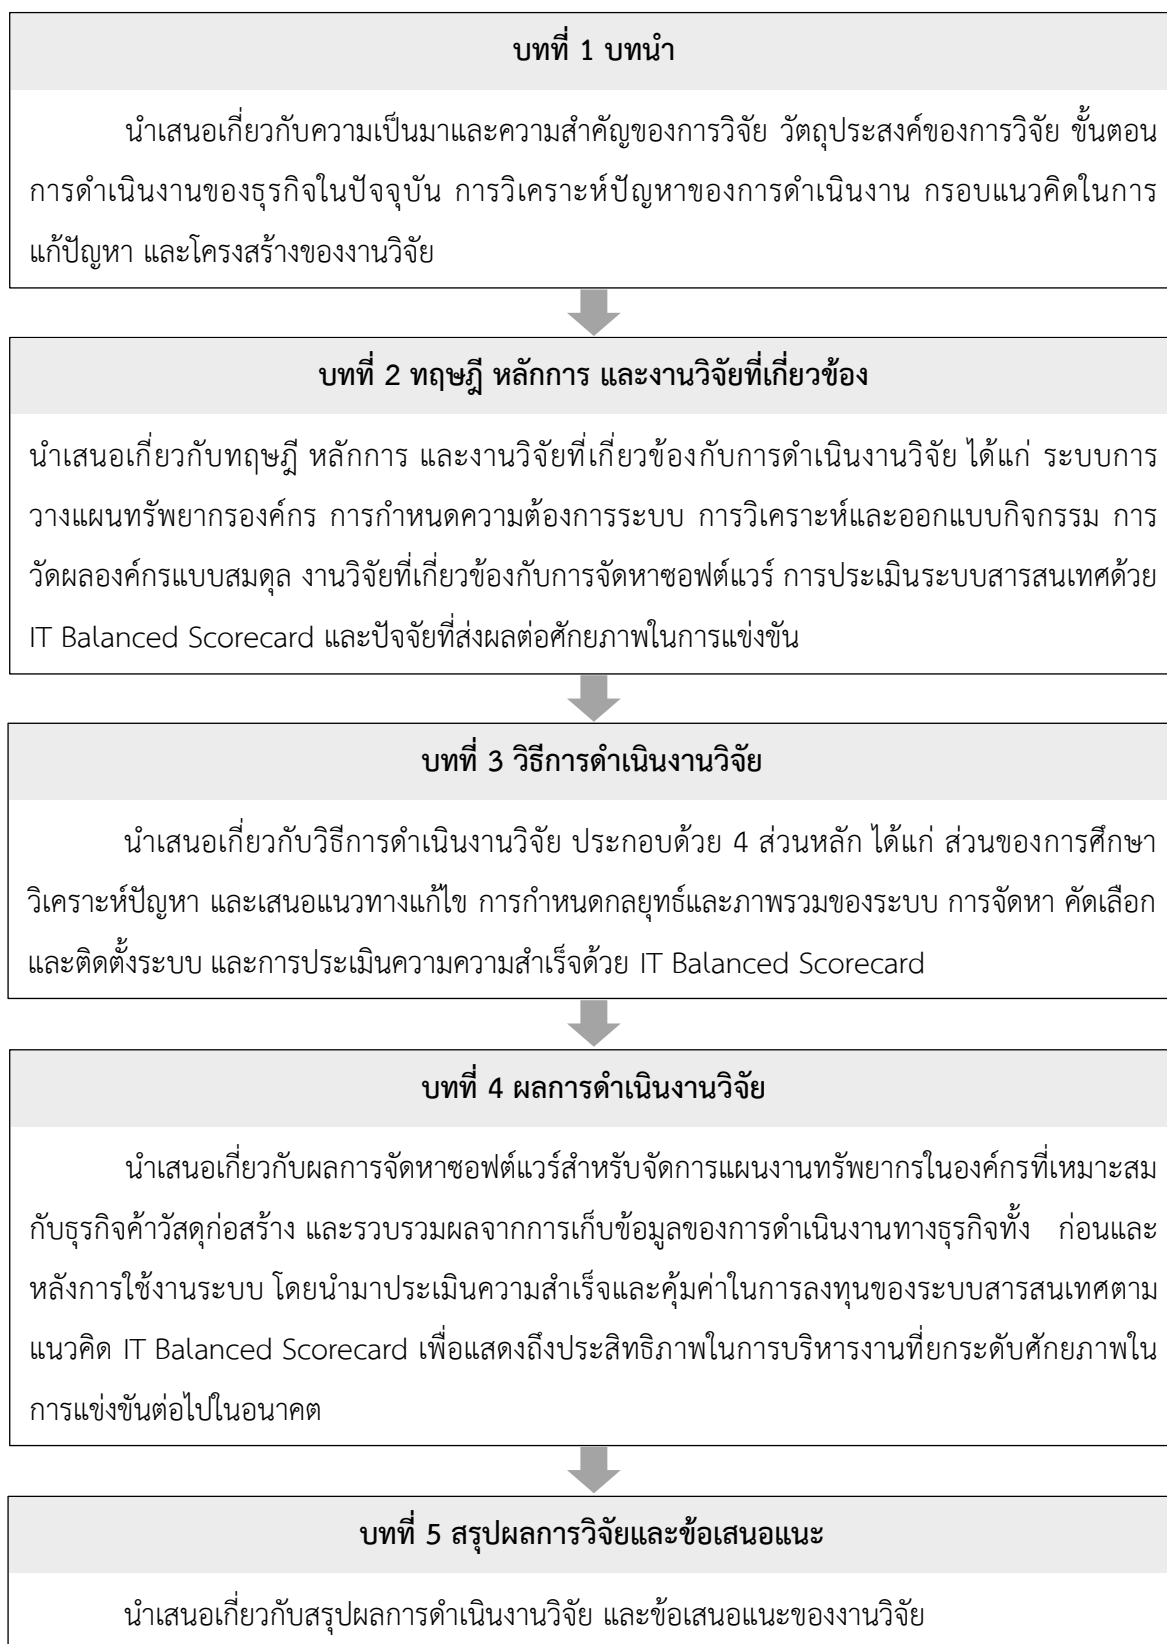 บทที่ 1 บทนำ
นำเสนอเกี่ยวกับความเป็นมาและความสำคัญของการวิจัย วัตถุประสงค์ของการวิจัย ขั้นตอน
การดำเนินงานของธุรกิจในปัจจุบัน การวิเคราะห์ปัญหาของการดำเนินงาน กรอบแนวคิดในการ
แก้ปัญหา และโครงสร้างของงานวิจัย
บทที่ 2 ทฤษฎี หลักการ และงานวิจัยที่เกี่ยวข้อง
นำเสนอเกี่ยวกับทฤษฎี หลักการ และงานวิจัยที่เกี่ยวข้องกับการดำเนินงานวิจัย ได้แก่ ระบบการ
วางแผนทรัพยากรองค์กร การกำหนดความต้องการระบบ การวิเคราะห์และออกแบบกิจกรรม การ
วัดผลองค์กรแบบสมดุล งานวิจัยที่เกี่ยวข้องกับการจัดหาซอฟต์แวร์ การประเมินระบบสารสนเทศด้วย
IT Balanced Scorecard และปัจจัยที่ส่งผลต่อศักยภาพในการแข่งขัน
บทที่ 3 วิธีการดำเนินงานวิจัย
นำเสนอเกี่ยวกับวิธีการดำเนินงานวิจัย ประกอบด้วย 4 ส่วนหลัก ได้แก่ ส่วนของการศึกษา
วิเคราะห์ปัญหา และเสนอแนวทางแก้ไข การกำหนดกลยุทธ์และภาพรวมของระบบ การจัดหา คัดเลือก
และติดตั้งระบบ และการประเมินความความสำเร็จด้วย IT Balanced Scorecard
บทที่ 4 ผลการดำเนินงานวิจัย
นำเสนอเกี่ยวกับผลการจัดหาซอฟต์แวร์สำหรับจัดการแผนงานทรัพยากรในองค์กรที่เหมาะสม
กับธุรกิจค้าวัสดุก่อสร้าง และรวบรวมผลจากการเก็บข้อมูลของการดำเนินงานทางธุรกิจทั้ง ก่อนและ
หลังการใช้งานระบบ โดยนำมาประเมินความสำเร็จและคุ้มค่าในการลงทุนของระบบสารสนเทศตาม
แนวคิด IT Balanced Scorecard เพื่อแสดงถึงประสิทธิภาพในการบริหารงานที่ยกระดับศักยภาพใน
การแข่งขันต่อไปในอนาคต
บทที่ 5 สรุปผลการวิจัยและข้อเสนอแนะ
นำเสนอเกี่ยวกับสรุปผลการดำเนินงานวิจัย และข้อเสนอแนะของงานวิจัย